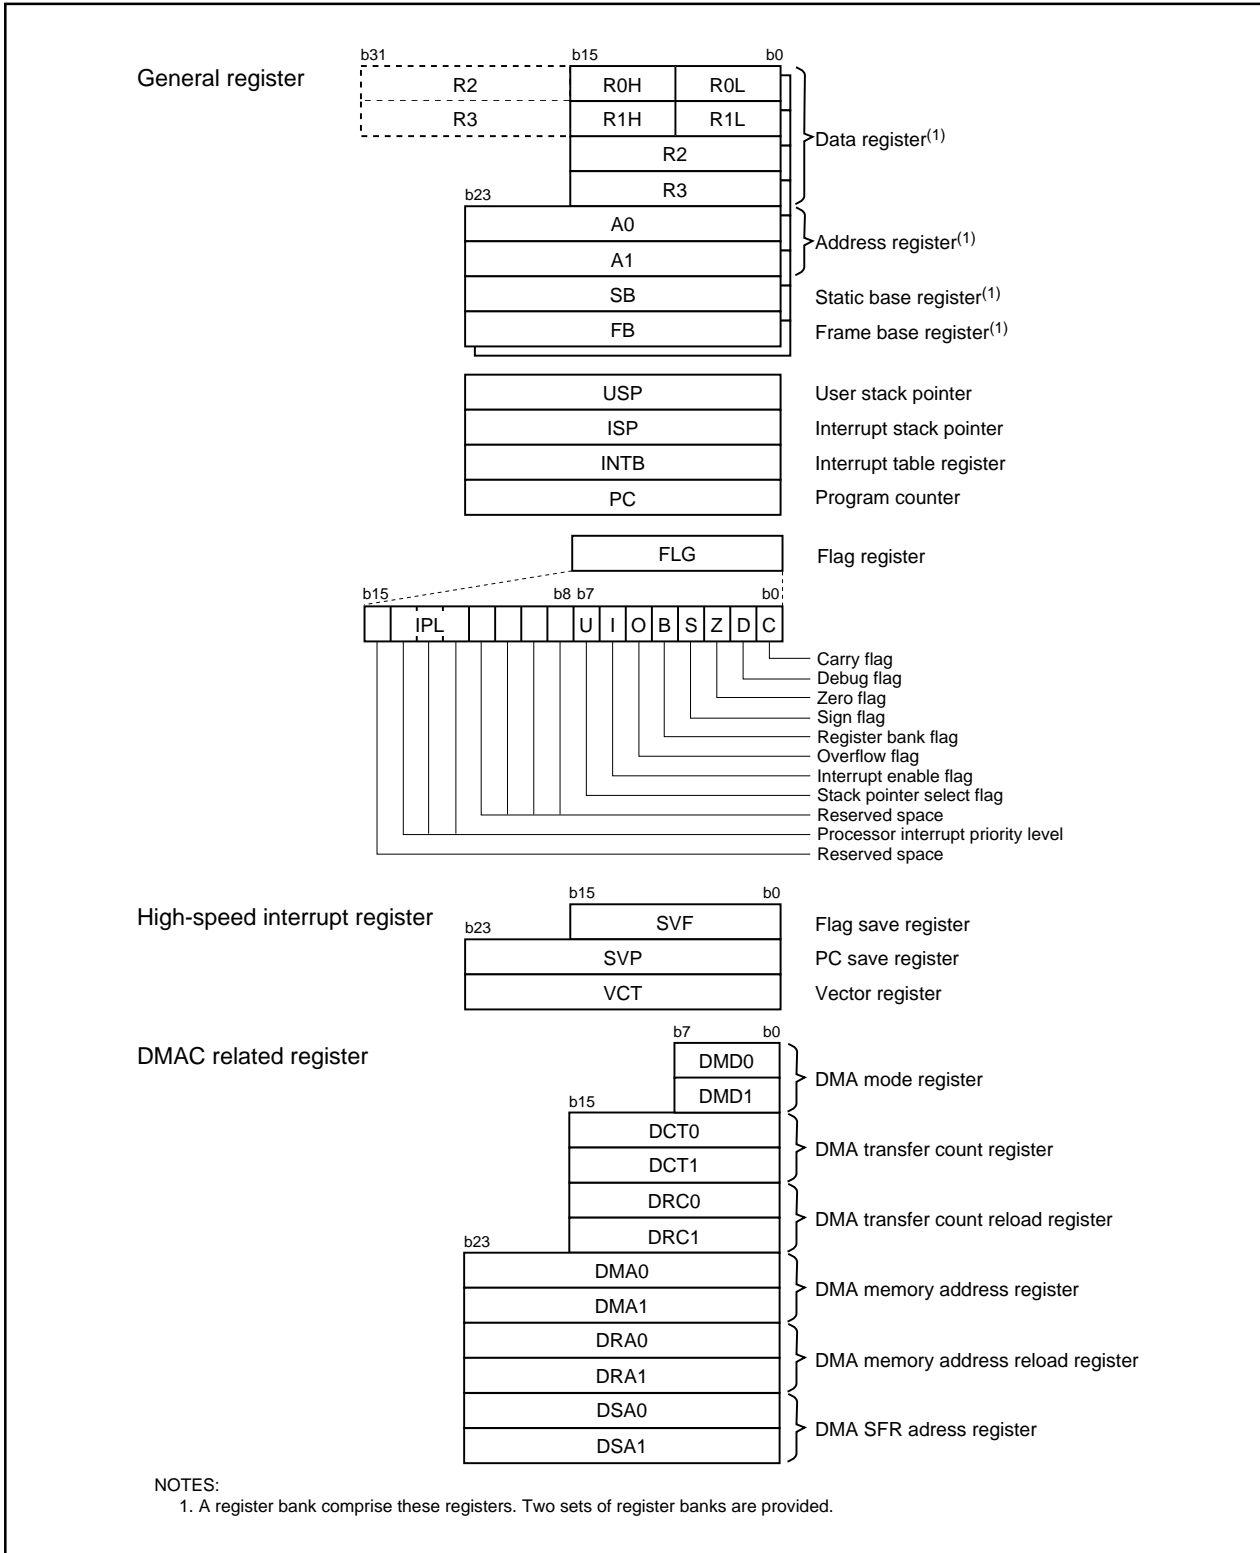 b31 b15 b0
General register
R2 R0H R0L
R3 R1H R1L
R2
Data register(1)
R3
b23
A0
A1
Address register(1)
SB Static base register(1)
FB Frame base register(1)
USP User stack pointer
ISP Interrupt stack pointer
INTB Interrupt table register
PC Program counter
FLG Flag register
b15 b8 b7 b0
IPL U I O B S Z D C
Carry flag
Debug flag
Zero flag
Sign flag
Register bank flag
Overflow flag
Interrupt enable flag
Stack pointer select flag
Reserved space
Processor interrupt priority level
Reserved space
b15 b0
High-speed interrupt register
SVF Flag save register
b23
SVP PC save register
VCT Vector register
b7 b0
DMAC related register
DMD0
DMD1
DMA mode register
b15
DCT0
DCT1
DMA transfer count register
DRC0
DRC1
DMA transfer count reload register
b23
DMA0
DMA1
DMA memory address register
DRA0
DRA1
DMA memory address reload register
DSA0
DSA1
DMA SFR adress register
NOTES:
1. A register bank comprise these registers. Two sets of register banks are provided.